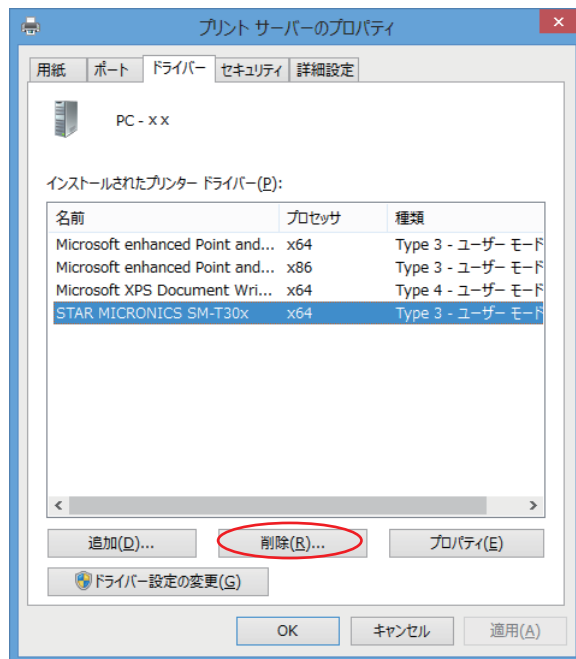 プリント サーバーのプロパティ
用紙 ポート ドライバー セキュリティ 詳細設定
PC - x x
インストールされたプリンター ドライバー(P):
名前 プロセッサ 種類
Microsoft enhanced Point and... x64 Type 3 - ユーザー モード
Microsoft enhanced Point and... x86 Type 3 - ユーザー モード
Microsoft XPS Document Wri... x64 Type 4 - ユーザー モード
STAR MICRONICS SM-T30x x64 Type 3 - ユーザー モード
追加(D)... 削除(R)... プロパティ(E)
ドライバー設定の変更(G)
OK キャンセル 適用(A)